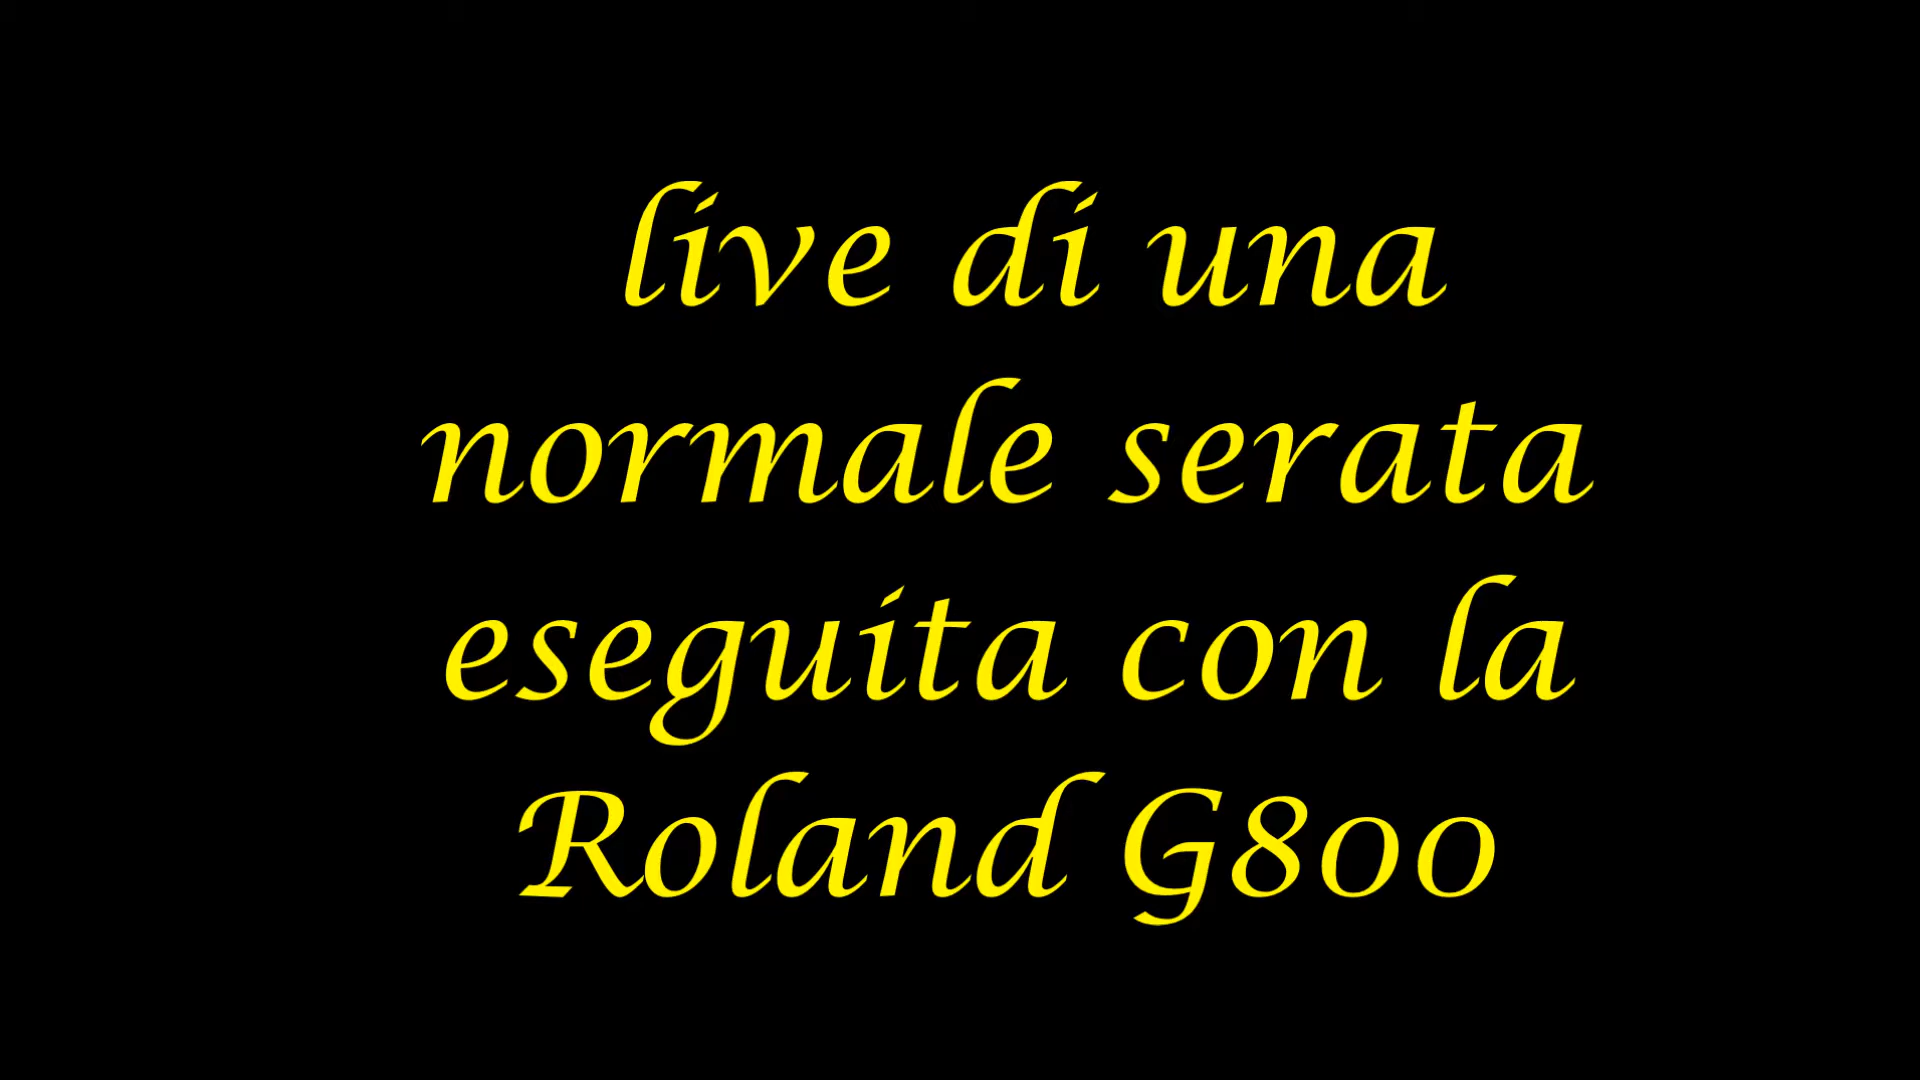 live di una
normale serata
eseguita con la
Roland G800